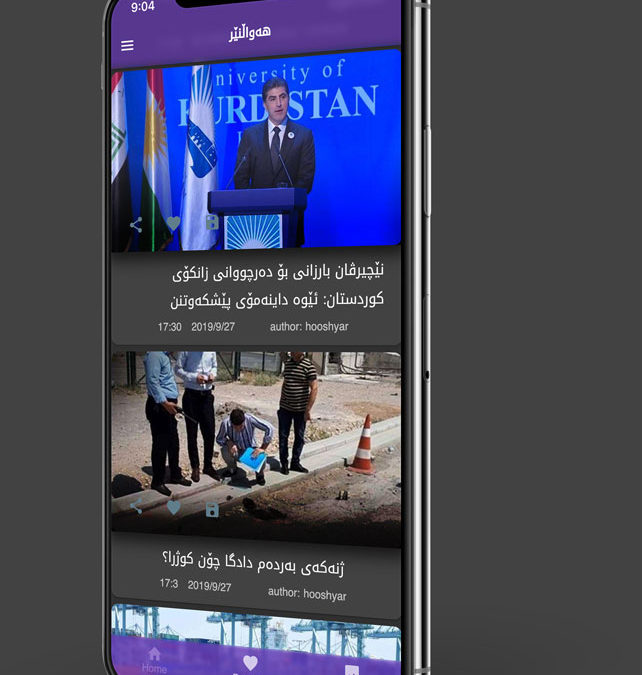 9:04
هەواڵنێر
University of
KURDISTAN
نێچیرڤان بارزانی بۆ دەرچووانی زانکۆی
کوردستان: ئێوە داینەمۆی پێشکەوتنن
17:30 2019/9/27 author: hooshyar
ژنەکەی بەردەم دادگا چۆن کوژرا؟
17:3 2019/9/27 author: hooshyar
Home